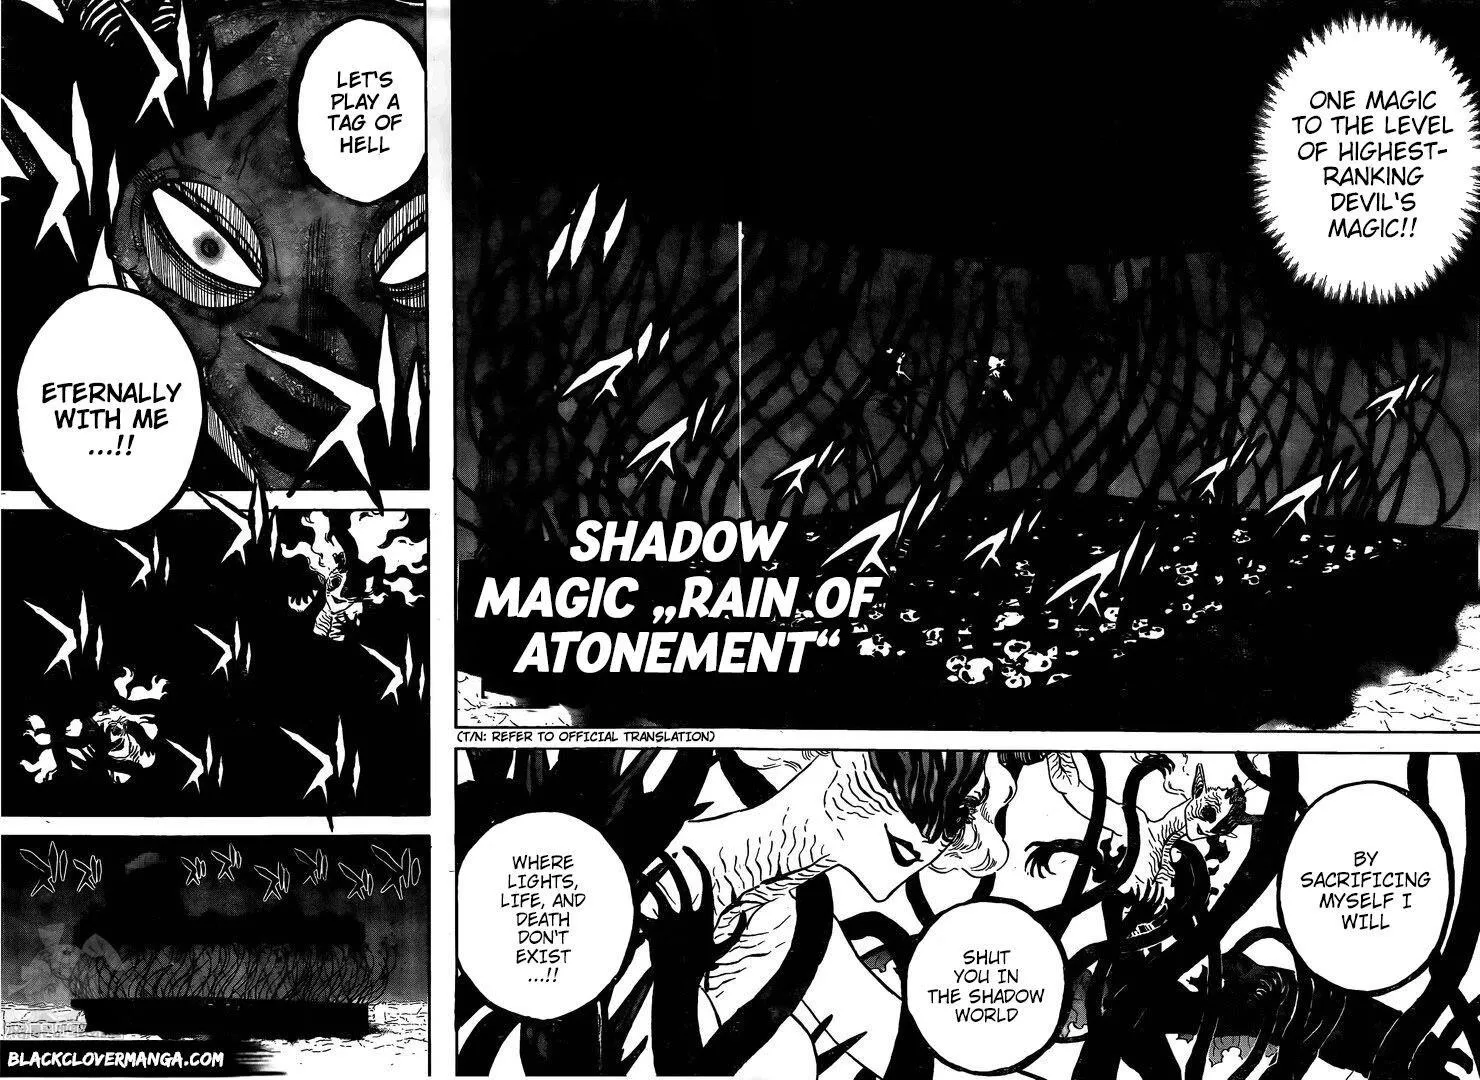 ONE MAGIC
TO THE LEVEL
OF HIGHEST-
RANKING
DEVIL'S
MAGIC!!
SHADOW
MAGIC „RAIN OF
ATONEMENT“
(T/N: REFER TO OFFICIAL TRANSLATION)
BY
SACRIFICING
MYSELF I
WILL
SHUT
YOU IN
THE SHADOW
WORLD
WHERE
LIGHTS,
LIFE, AND
DEATH
DON'T
EXIST
...!!
LET'S
PLAY A
TAG OF
HELL
ETERNALLY
WITH ME
...!!
BLACKCLOVERMANGA.COM